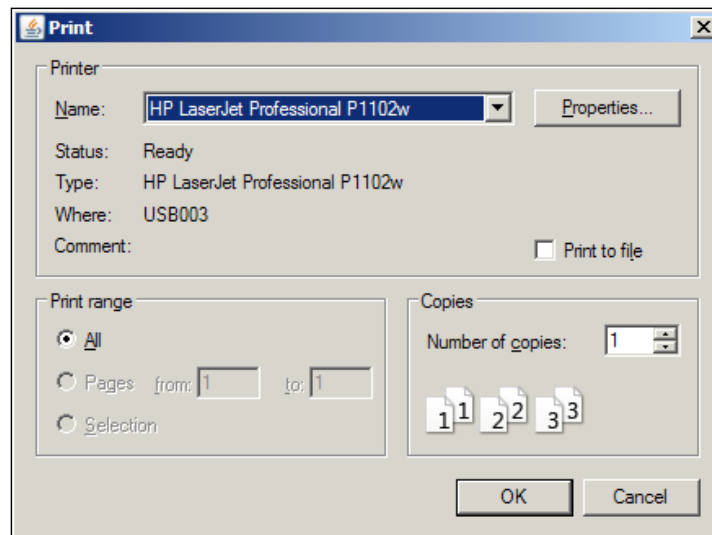 Print
Printer
Name: HP LaserJet Professional P1102w Properties...
Status: Ready
Type: HP LaserJet Professional P1102w
Where: USB003
Comment: Print to file
Print range
All
Pages from: 1 to: 1
Selection
Copies
Number of copies: 1
1 1 2 2 3 3
OK Cancel